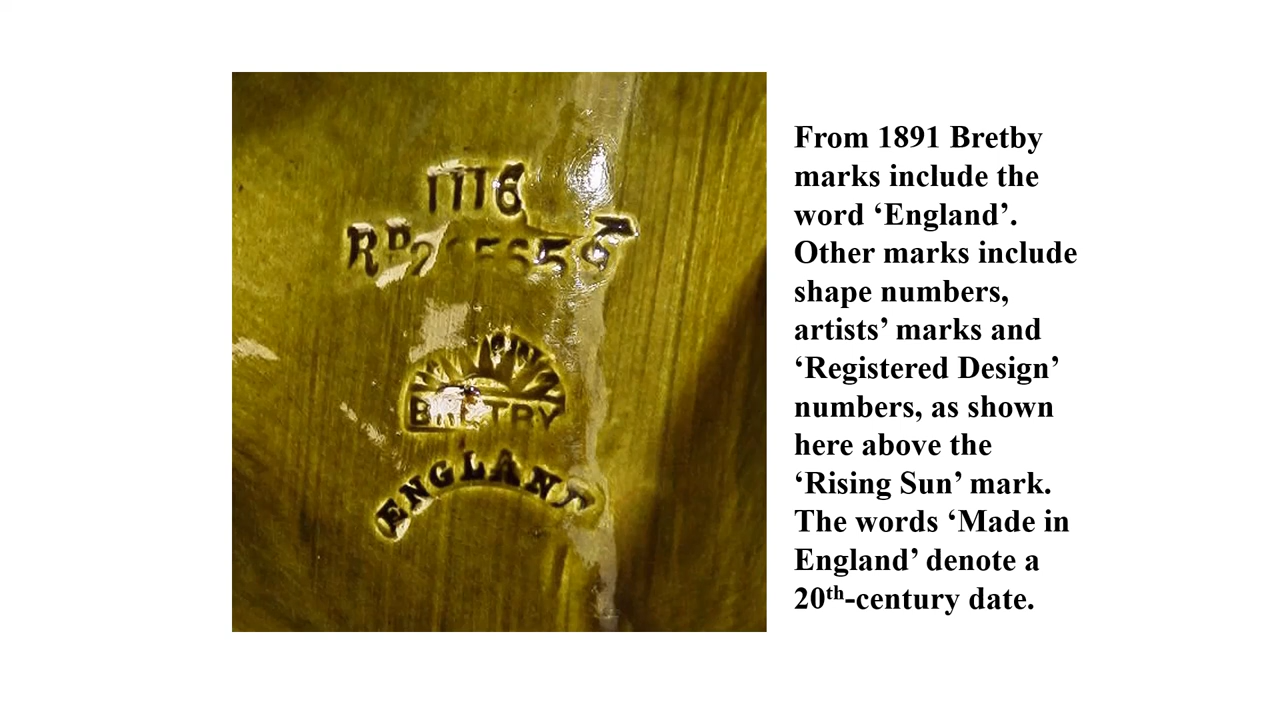 1116
RD
BRETBY
ENGLAND
From 1891 Bretby
marks include the
word ‘England’.
Other marks include
shape numbers,
artists’ marks and
‘Registered Design’
numbers, as shown
here above the
‘Rising Sun’ mark.
The words ‘Made in
England’ denote a
20th-century date.